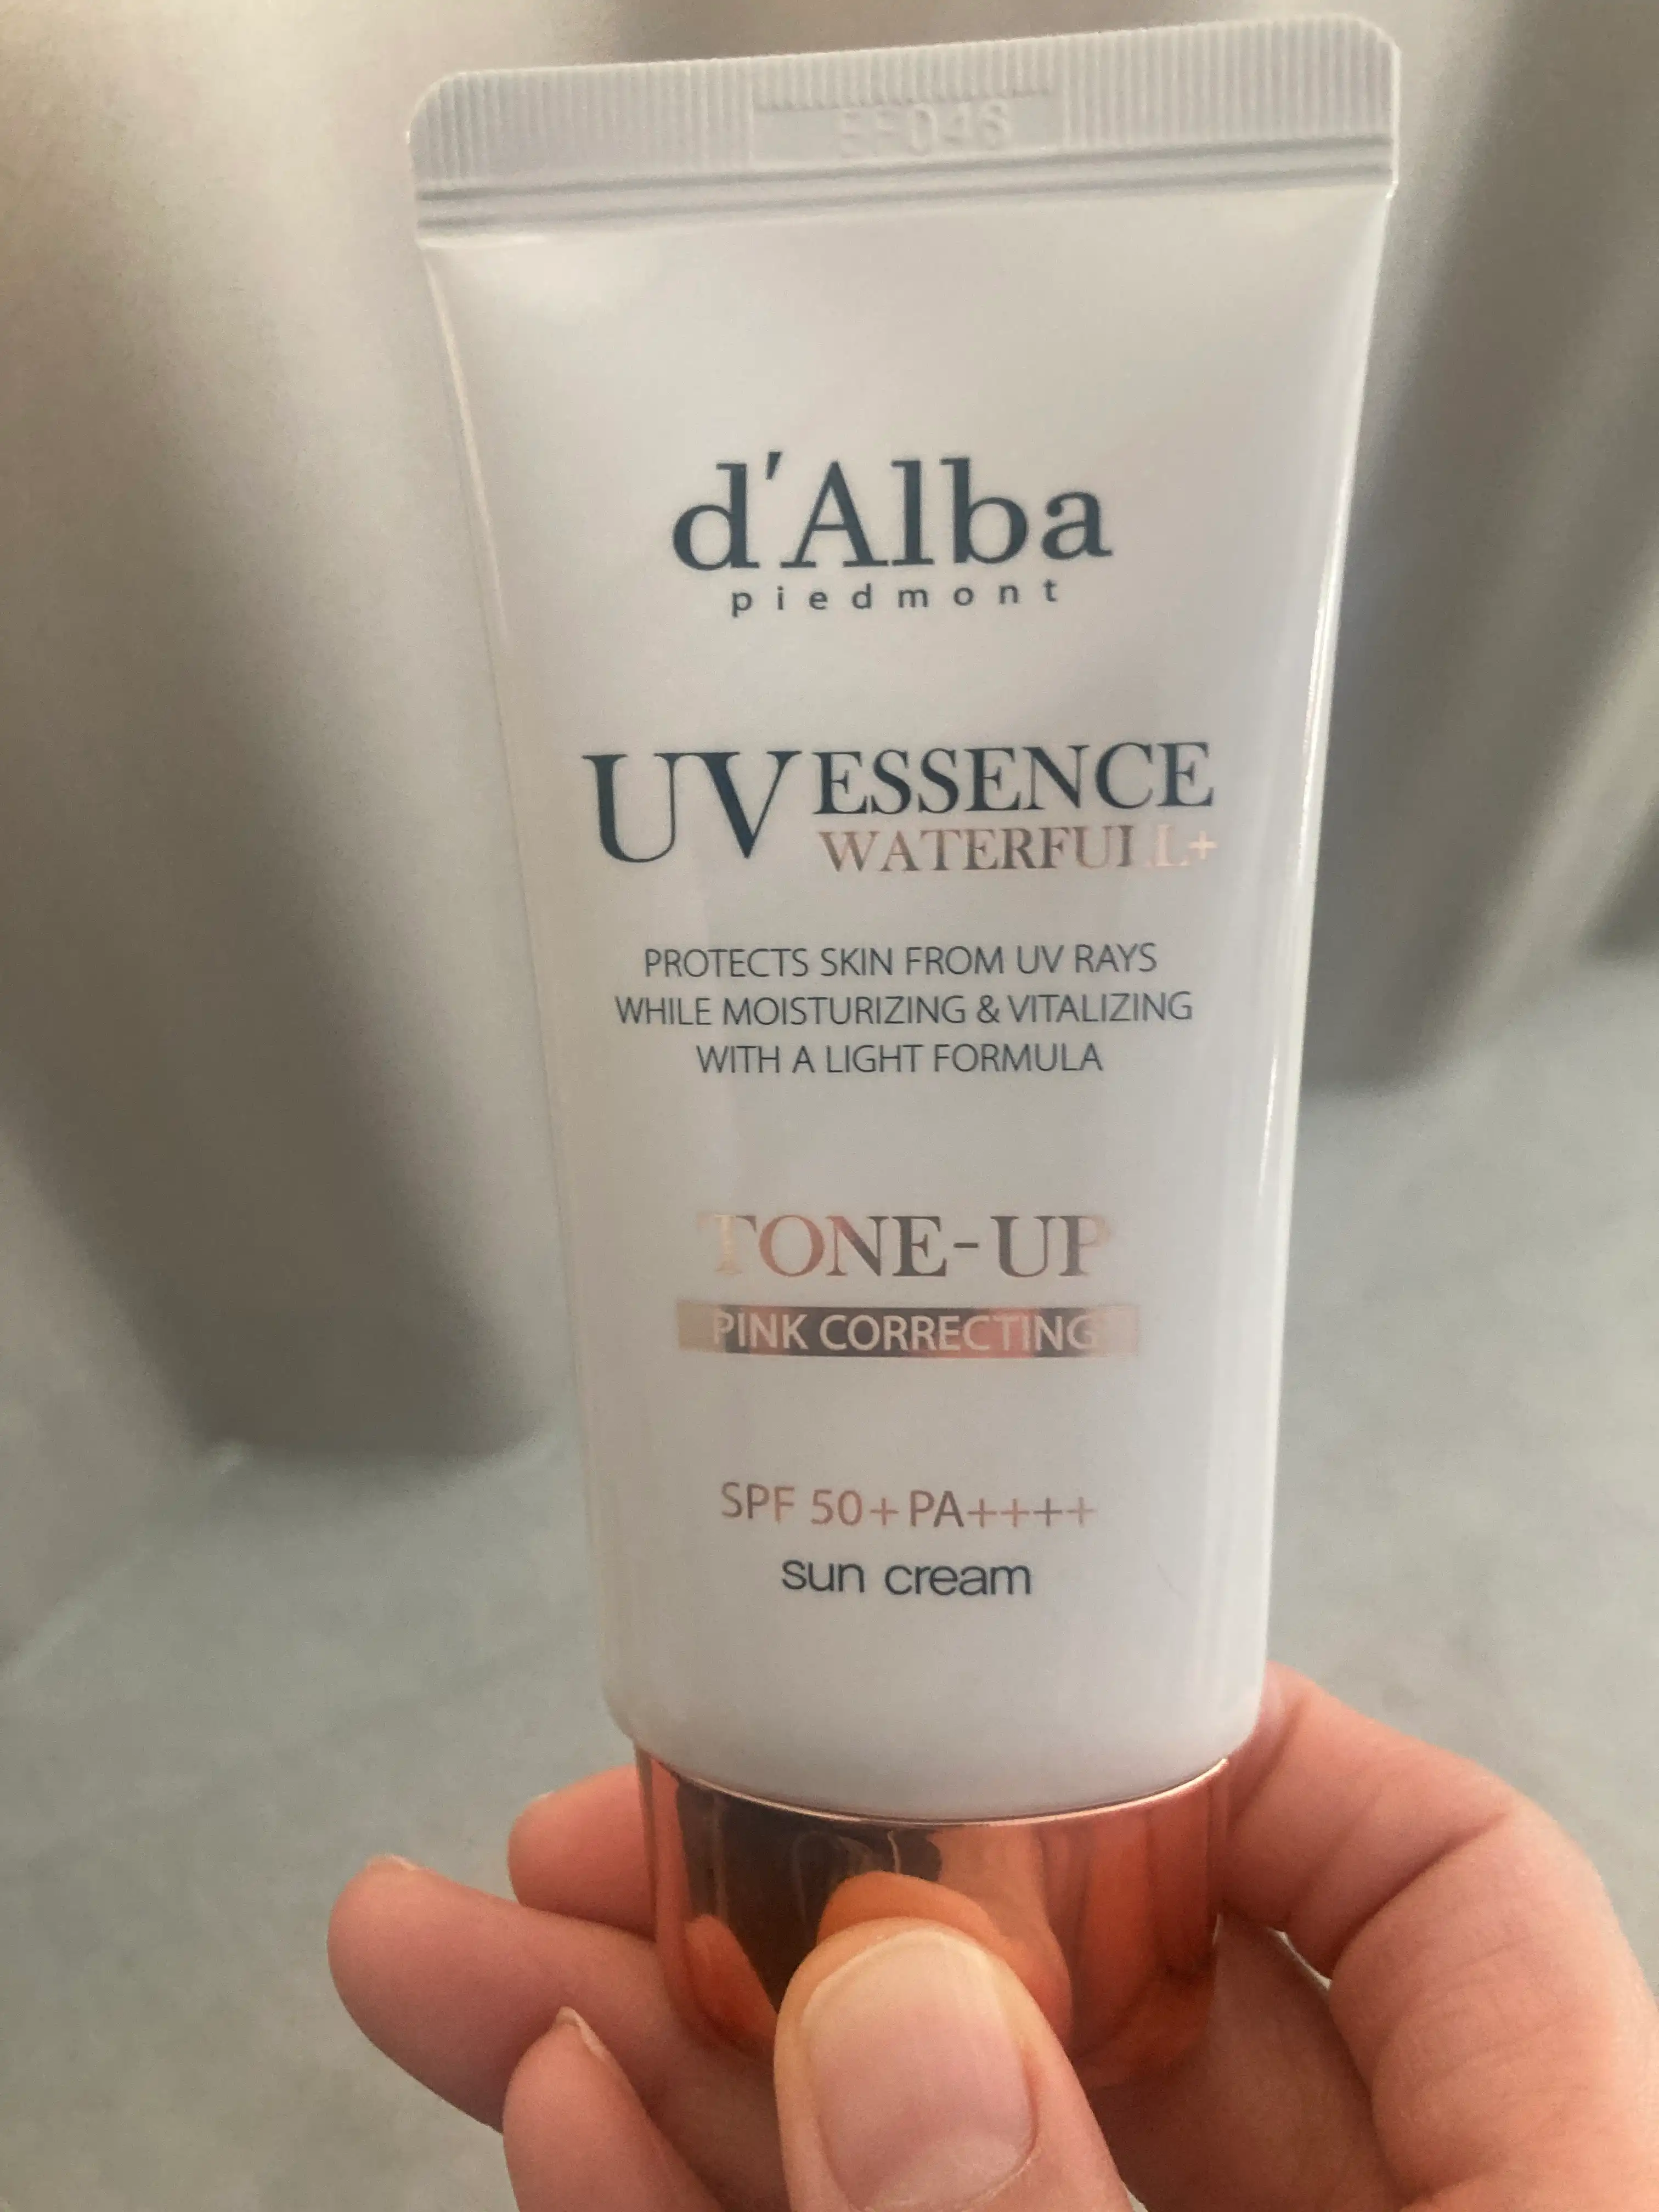 d'Alba
piedmont
UV ESSENCE
WATERFULL+
PROTECTS SKIN FROM UV RAYS
WHILE MOISTURIZING & VITALIZING
WITH A LIGHT FORMULA
TONE-UP
PINK CORRECTING
SPF 50+ PA++++
sun cream